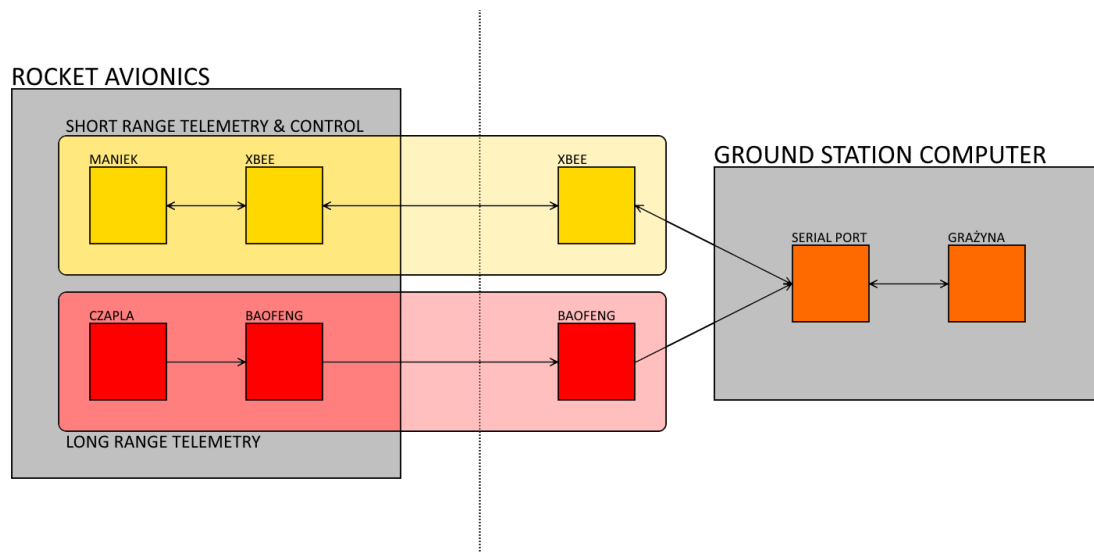 ROCKET AVIONICS
SHORT RANGE TELEMETRY & CONTROL
MANIEK
XBEE
XBEE
GROUND STATION COMPUTER
SERIAL PORT
GRAŻYNA
CZAPLA
BAOFENG
BAOFENG
LONG RANGE TELEMETRY